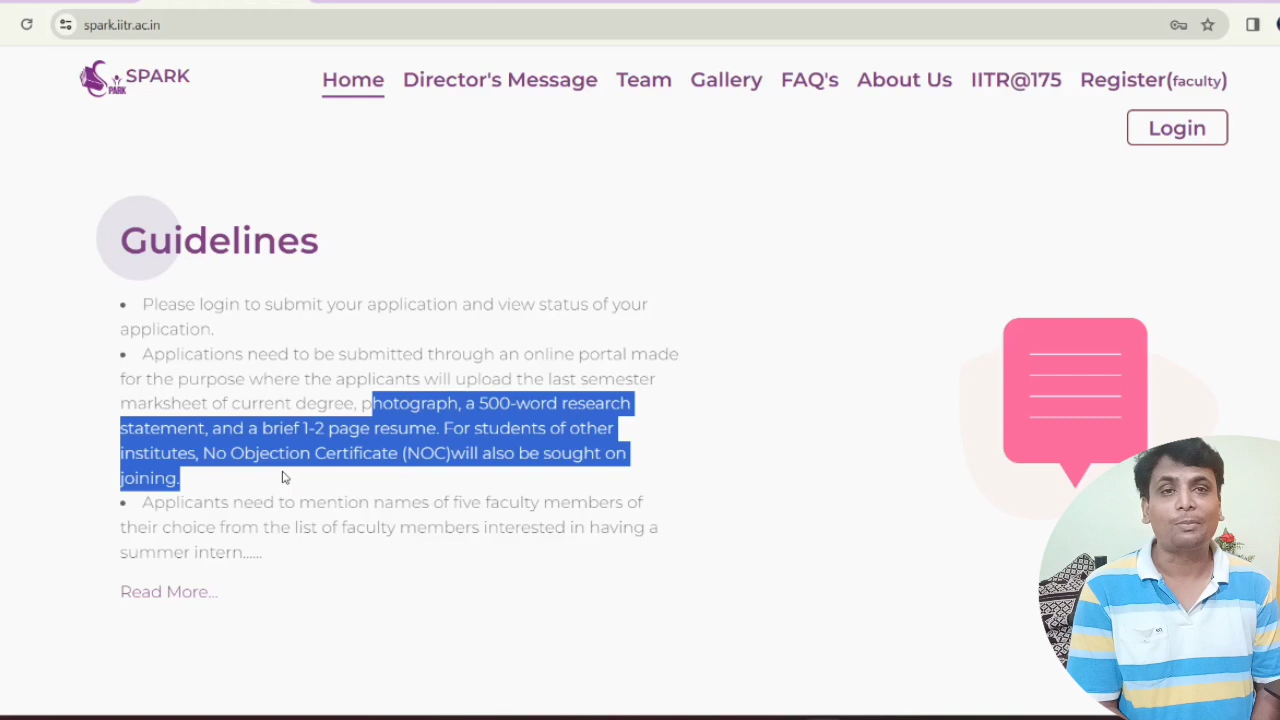 spark.iitr.ac.in
SPARK
PARK
Home Director's Message Team Gallery FAQ's About Us IITR@175 Register(faculty)
Login
Guidelines
• Please login to submit your application and view status of your
application.
• Applications need to be submitted through an online portal made
for the purpose where the applicants will upload the last semester
marksheet of current degree, photograph, a 500-word research
statement, and a brief 1-2 page resume. For students of other
institutes, No Objection Certificate (NOC)will also be sought on
joining.
• Applicants need to mention names of five faculty members of
their choice from the list of faculty members interested in having a
summer intern......
Read More...